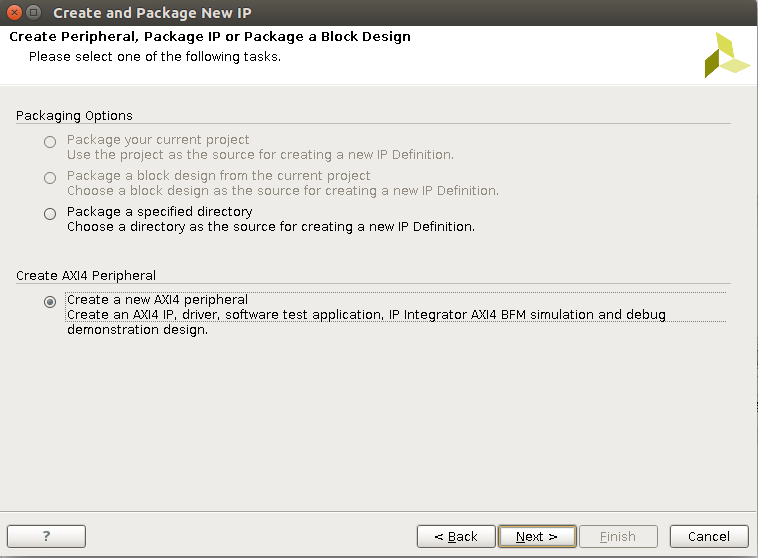 Create and Package New IP
Create Peripheral, Package IP or Package a Block Design
Please select one of the following tasks.
Packaging Options
Package your current project
Use the project as the source for creating a new IP Definition.
Package a block design from the current project
Choose a block design as the source for creating a new IP Definition.
Package a specified directory
Choose a directory as the source for creating a new IP Definition.
Create AXI4 Peripheral
Create a new AXI4 peripheral
Create an AXI4 IP, driver, software test application, IP Integrator AXI4 BFM simulation and debug
demonstration design.
? < Back Next > Finish Cancel